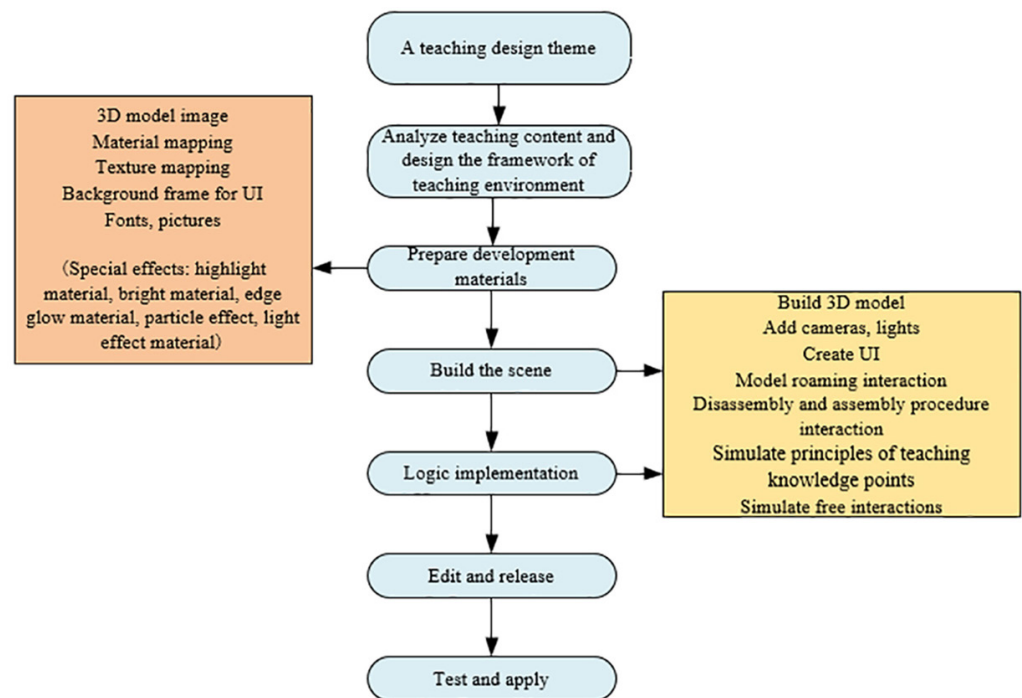 A teaching design theme
Analyze teaching content and
design the framework of
teaching environment
Prepare development
materials
3D model image
Material mapping
Texture mapping
Background frame for UI
Fonts, pictures
(Special effects: highlight
material, bright material, edge
glow material, particle effect, light
effect material)
Build the scene
Logic implementation
Build 3D model
Add cameras, lights
Create UI
Model roaming interaction
Disassembly and assembly procedure
interaction
Simulate principles of teaching
knowledge points
Simulate free interactions
Edit and release
Test and apply